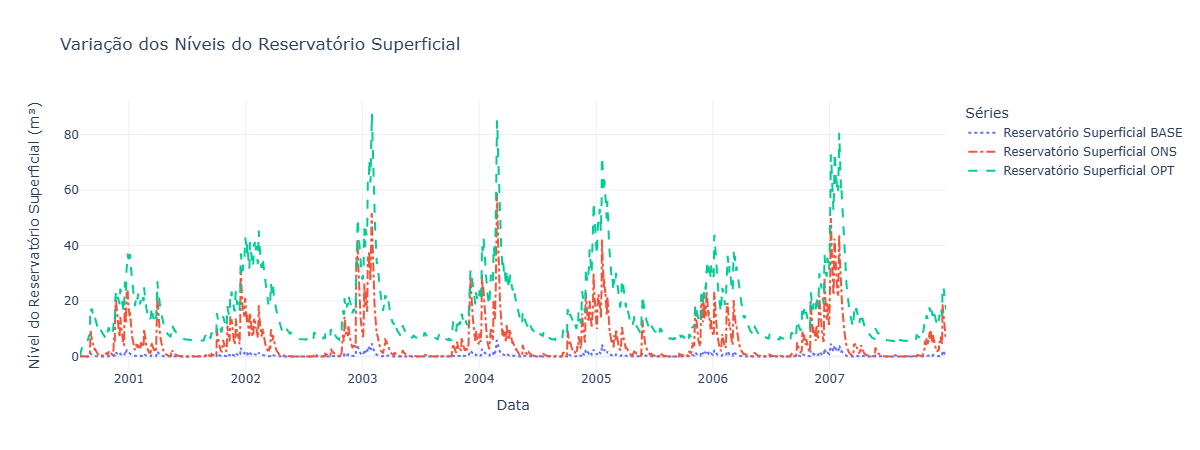 Variação dos Níveis do Reservatório Superficial
Nível do Reservatório Superficial (m³)
80
60
40
20
0
2001
2002
2003
2004
2005
2006
2007
Data
Séries
Reservatório Superficial BASE
Reservatório Superficial ONS
Reservatório Superficial OPT